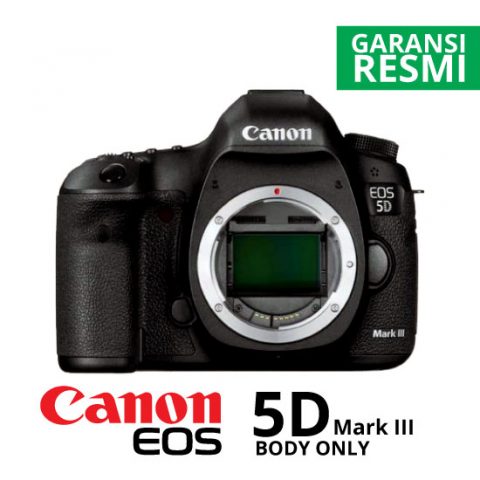 GARANSI
RESMI
Canon
EOS
5D
Mark III
Canon
EOS
5D Mark III
BODY ONLY